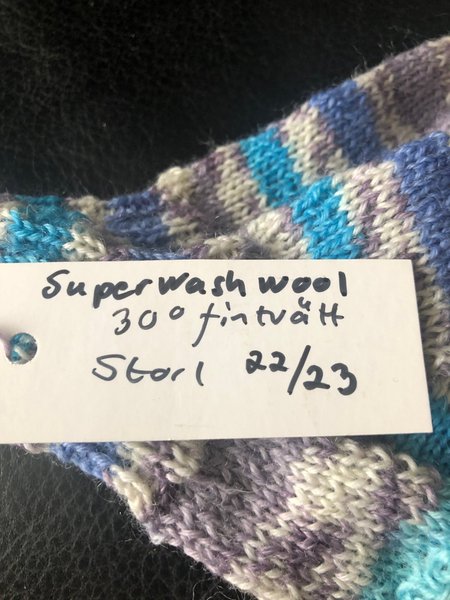 Superwash wool
30° fintvätt
Storl 22/23